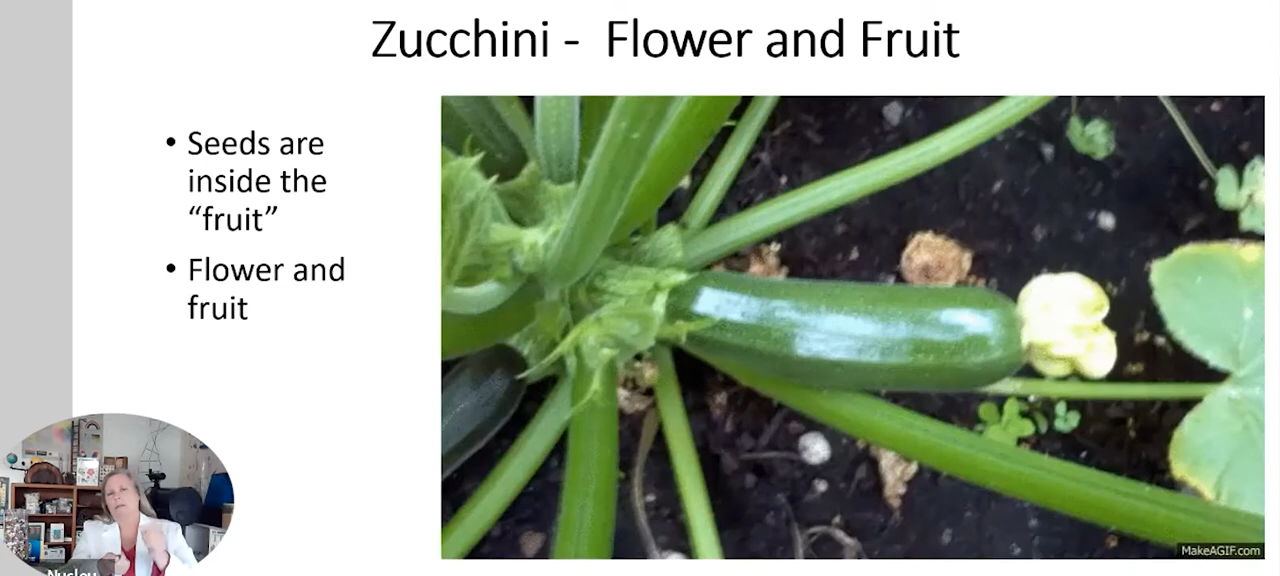 Zucchini - Flower and Fruit
• Seeds are
inside the
“fruit”
• Flower and
fruit
MakeAGIF.com